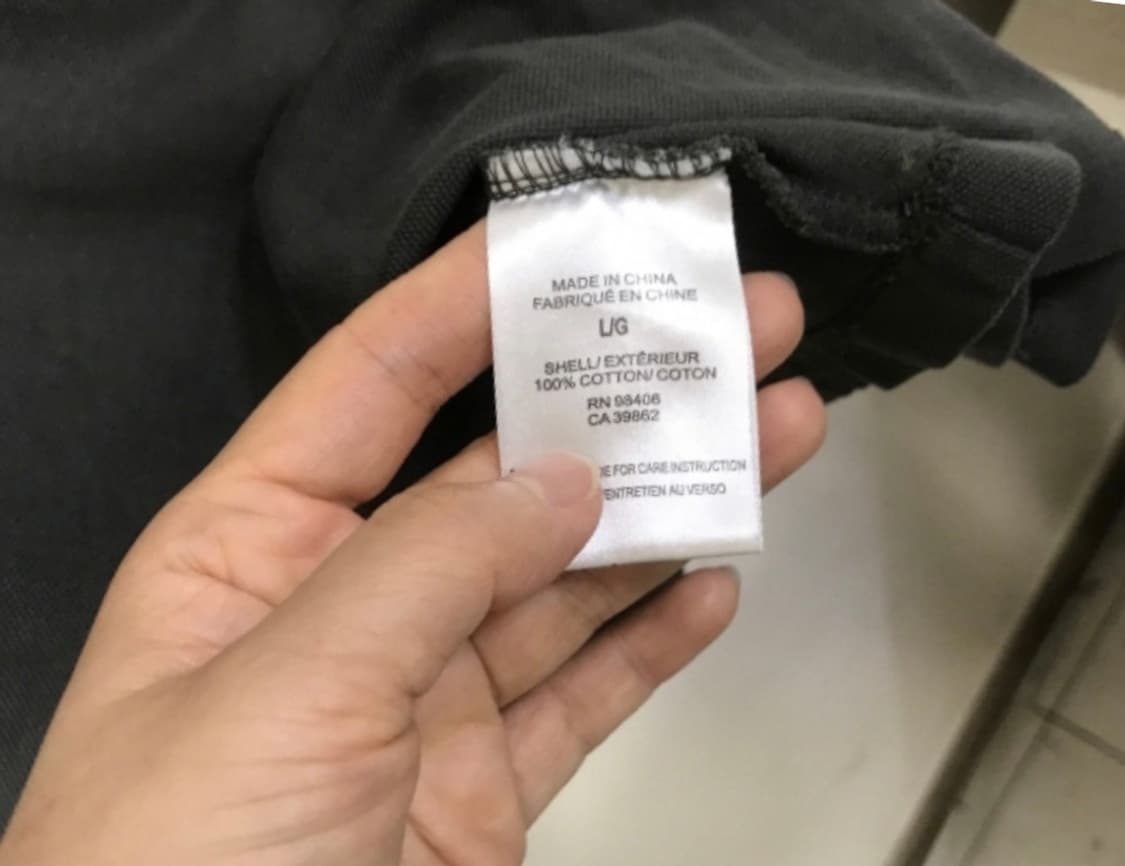 MADE IN CHINA
FABRIQUÉ EN CHINE
L/G
SHELL/ EXTÉRIEUR
100% COTTON/ COTON
RN 98406
CA 39862
FOR CARE INSTRUCTION
ENTRETIEN AU VERSO